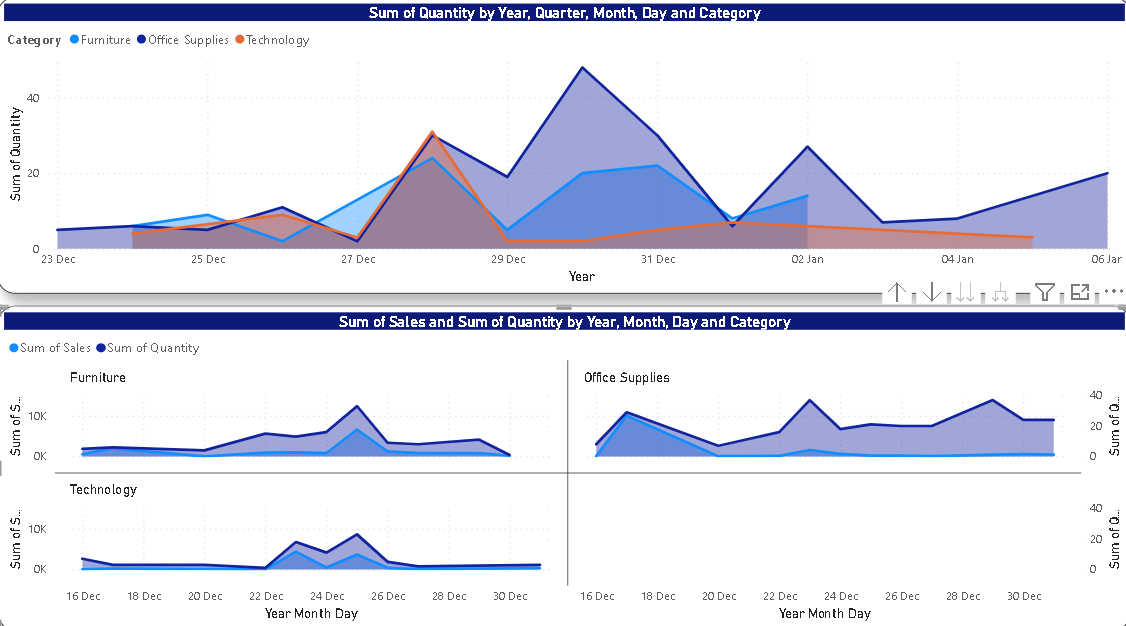 Sum of Quantity by Year, Quarter, Month, Day and Category
Category Furniture Office Supplies Technology
Sum of Quantity
40
20
0
23 Dec 25 Dec 27 Dec 29 Dec 31 Dec 02 Jan 04 Jan 06 Jan
Year
Sum of Sales and Sum of Quantity by Year, Month, Day and Category
Sum of Sales Sum of Quantity
Furniture Office Supplies
Sum of S...
10K
0K
40
20
0
Sum of Q...
Technology
Sum of S...
10K
0K
40
20
0
Sum of Q...
16 Dec 18 Dec 20 Dec 22 Dec 24 Dec 26 Dec 28 Dec 30 Dec 16 Dec 18 Dec 20 Dec 22 Dec 24 Dec 26 Dec 28 Dec 30 Dec
Year Month Day Year Month Day